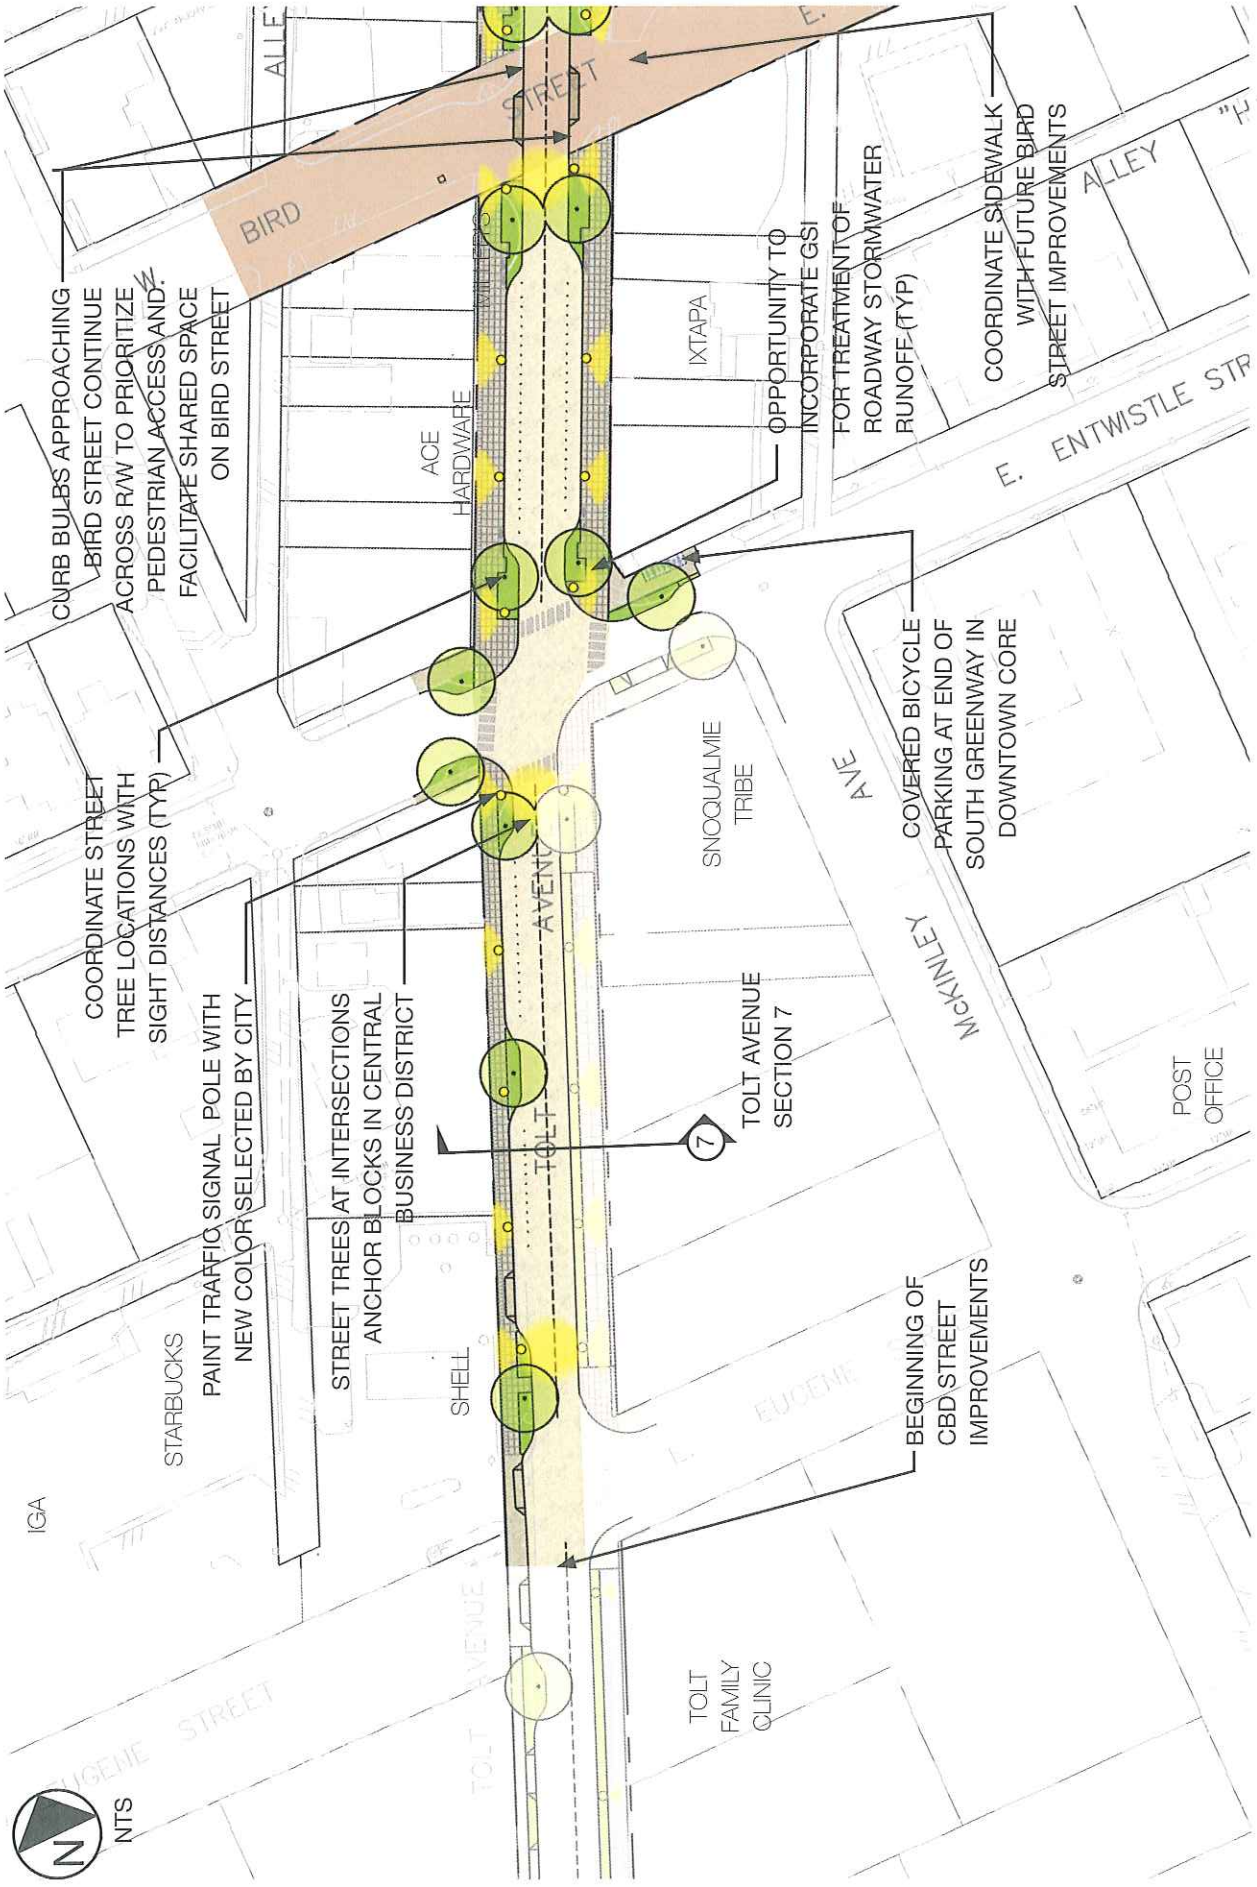 N
NTS
IGA
STARBUCKS
SHELL
EUGENE STREET
TOLT AVENUE
TOLT
FAMILY
CLINIC
PAINT TRAFFIC SIGNAL POLE WITH
NEW COLOR SELECTED BY CITY
STREET TREES AT INTERSECTIONS
ANCHOR BLOCKS IN CENTRAL
BUSINESS DISTRICT
COORDINATE STREET
TREE LOCATIONS WITH
SIGHT DISTANCES (TYP)
CURB BULBS APPROACHING
BIRD STREET CONTINUE
ACROSS R/W TO PRIORITIZE
PEDESTRIAN ACCESS AND
FACILITATE SHARED SPACE
ON BIRD STREET
W.
BIRD
STREET
E.
ALLEY
ACE
HARDWARE
TOLT
AVENUE
7
TOLT AVENUE
SECTION 7
BEGINNING OF
CBD STREET
IMPROVEMENTS
E. EUGENE
SNOQUALMIE
TRIBE
McKINLEY
AVE
POST
OFFICE
COVERED BICYCLE
PARKING AT END OF
SOUTH GREENWAY IN
DOWNTOWN CORE
IXTAPA
OPPORTUNITY TO
INCORPORATE GSI
FOR TREATMENT OF
ROADWAY STORMWATER
RUNOFF (TYP)
COORDINATE SIDEWALK
WITH FUTURE BIRD
STREET IMPROVEMENTS
E. ENTWISTLE STR
ALLEY
"H